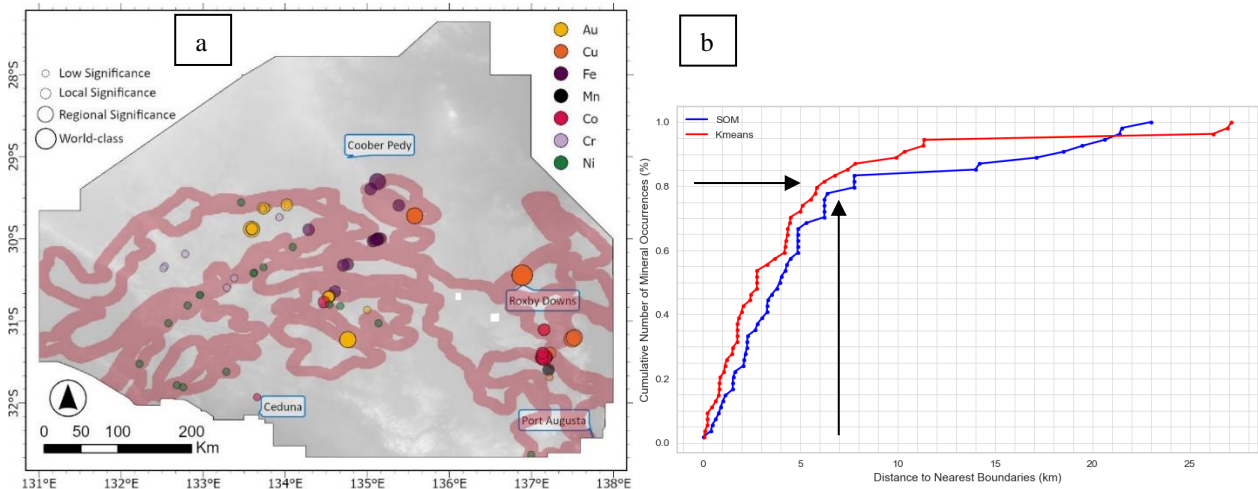 a
Au
Cu
Fe
Mn
Co
Cr
Ni
Low Significance
Local Significance
Regional Significance
World-class
Coober Pedy
Roxby Downs
Ceduna
Port Augusta
0 50 100 200
Km
28°S
29°S
30°S
31°S
32°S
131°E 132°E 133°E 134°E 135°E 136°E 137°E 138°E
b
SOM
Kmeans
Cumulative Number of Mineral Occurrences (%)
1.0
0.8
0.6
0.4
0.2
0.0
0 5 10 15 20 25
Distance to Nearest Boundaries (km)